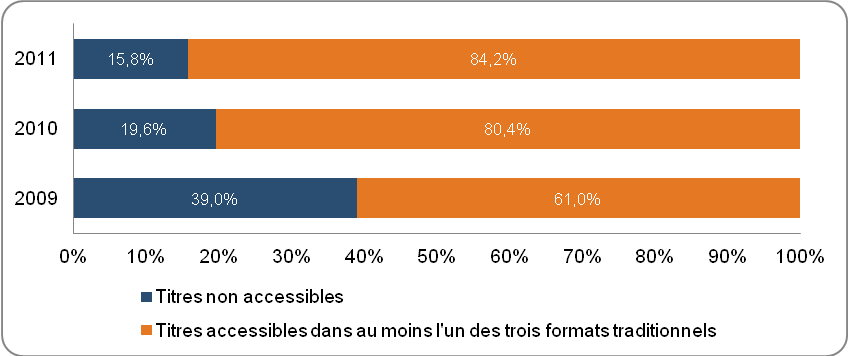 2011 15,8% 84,2%
2010 19,6% 80,4%
2009 39,0% 61,0%
0% 10% 20% 30% 40% 50% 60% 70% 80% 90% 100%
Titres non accessibles
Titres accessibles dans au moins l'un des trois formats traditionnels